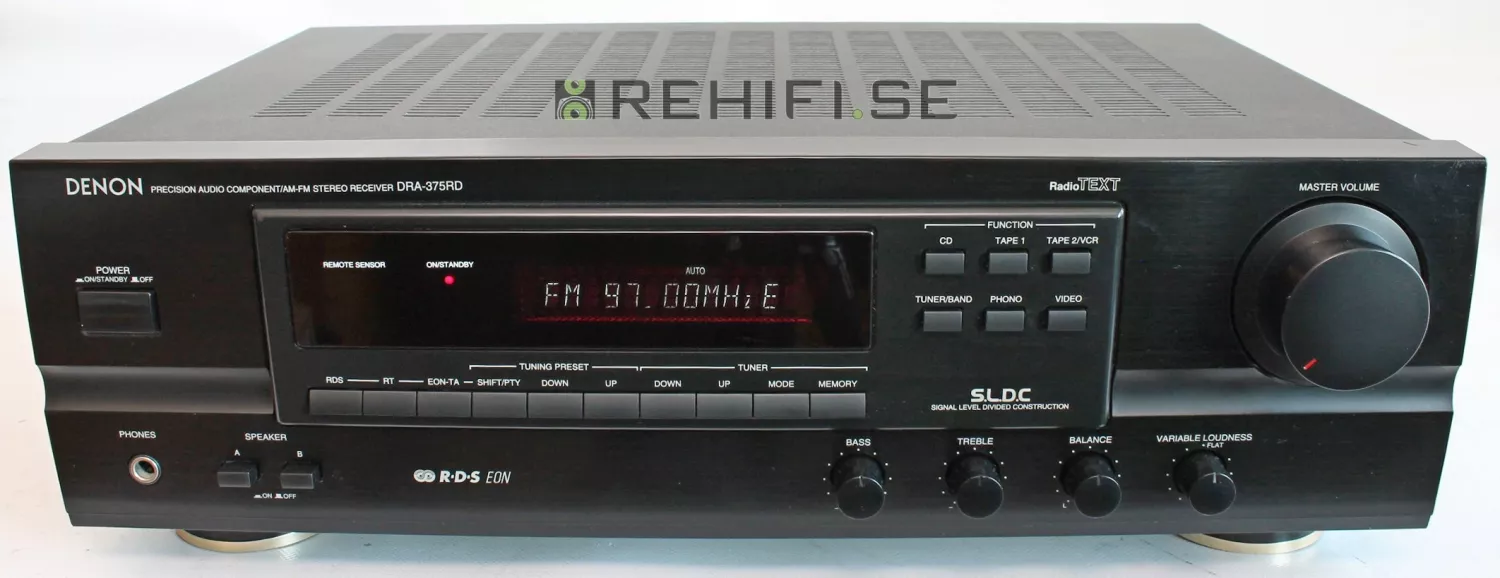 REHIFI.SE
DENON PRECISION AUDIO COMPONENT/AM-FM STEREO RECEIVER DRA-375RD
RadioTEXT
MASTER VOLUME
FUNCTION
CD TAPE 1 TAPE 2/VCR
REMOTE SENSOR ON/STANDBY
AUTO
POWER
ON/STANDBY OFF
FM 97.00MHz E
TUNER/BAND PHONO VIDEO
TUNING PRESET TUNER
RDS RT EON-TA SHIFT/PTY DOWN UP DOWN UP MODE MEMORY
S.L.D.C
SIGNAL LEVEL DIVIDED CONSTRUCTION
PHONES
SPEAKER
A B
ON OFF
R·D·S EON
BASS TREBLE BALANCE VARIABLE LOUDNESS
FLAT